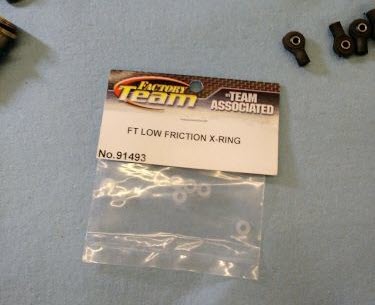 FACTORY
Team
TEAM
ASSOCIATED
FT LOW FRICTION X-RING
No.91493